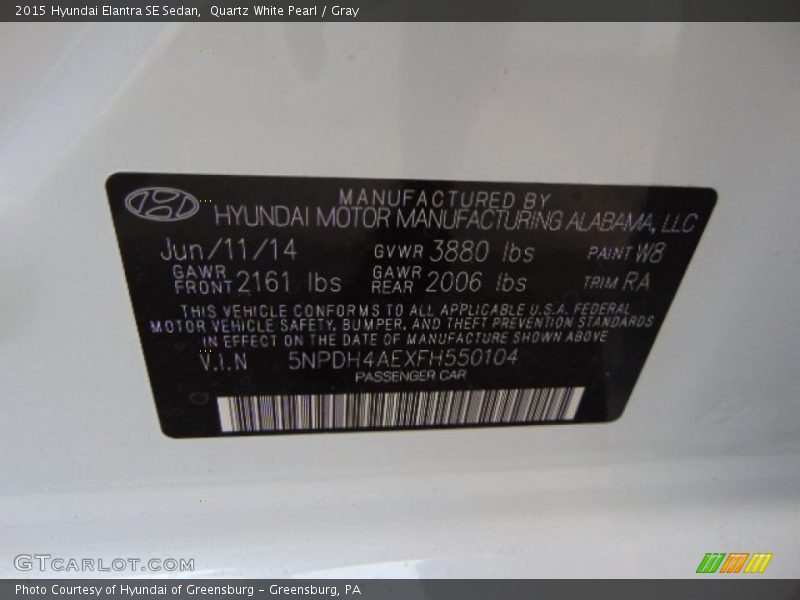 2015 Hyundai Elantra SE Sedan,  Quartz White Pearl / Gray
MANUFACTURED BY
HYUNDAI MOTOR MANUFACTURING ALABAMA, LLC
Jun/11/14 GVWR 3880 lbs PAINT W8
GAWR FRONT 2161 lbs GAWR REAR 2006 lbs TRIM RA
THIS VEHICLE CONFORMS TO ALL APPLICABLE U.S.A. FEDERAL
MOTOR VEHICLE SAFETY, BUMPER, AND THEFT PREVENTION STANDARDS
IN EFFECT ON THE DATE OF MANUFACTURE SHOWN ABOVE
V.I.N 5NPDH4AEXFH550104
PASSENGER CAR
GTCARLOT.COM
Photo Courtesy of Hyundai of Greensburg – Greensburg, PA